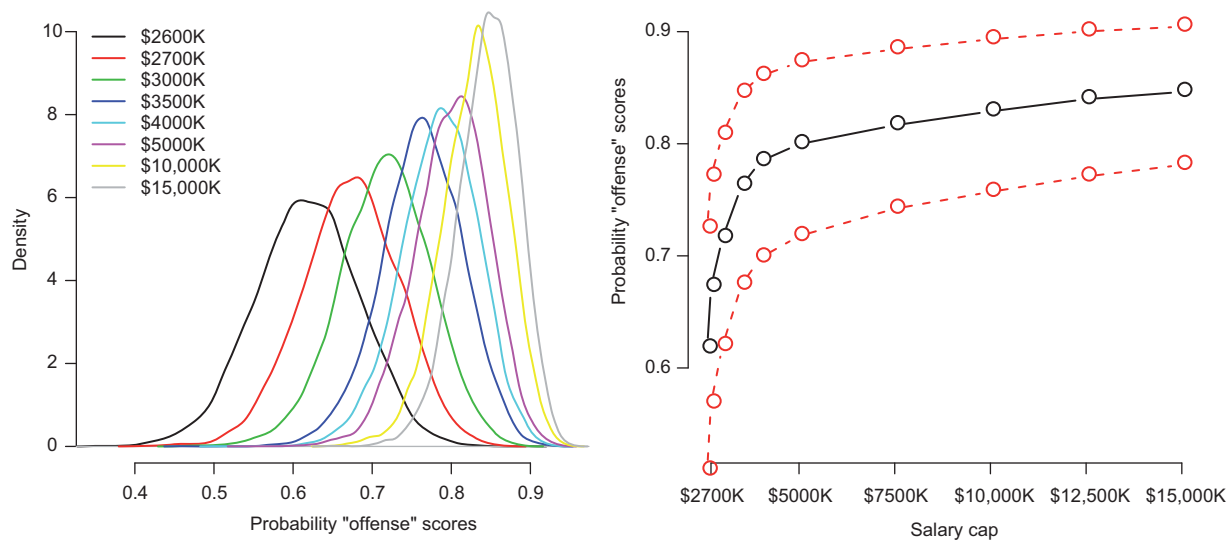 10
8
6
4
2
0
Density
$2600K
$2700K
$3000K
$3500K
$4000K
$5000K
$10,000K
$15,000K
0.4 0.5 0.6 0.7 0.8 0.9
Probability "offense" scores
0.9
0.8
0.7
0.6
Probability "offense" scores
$2700K $5000K $7500K $10,000K $12,500K $15,000K
Salary cap